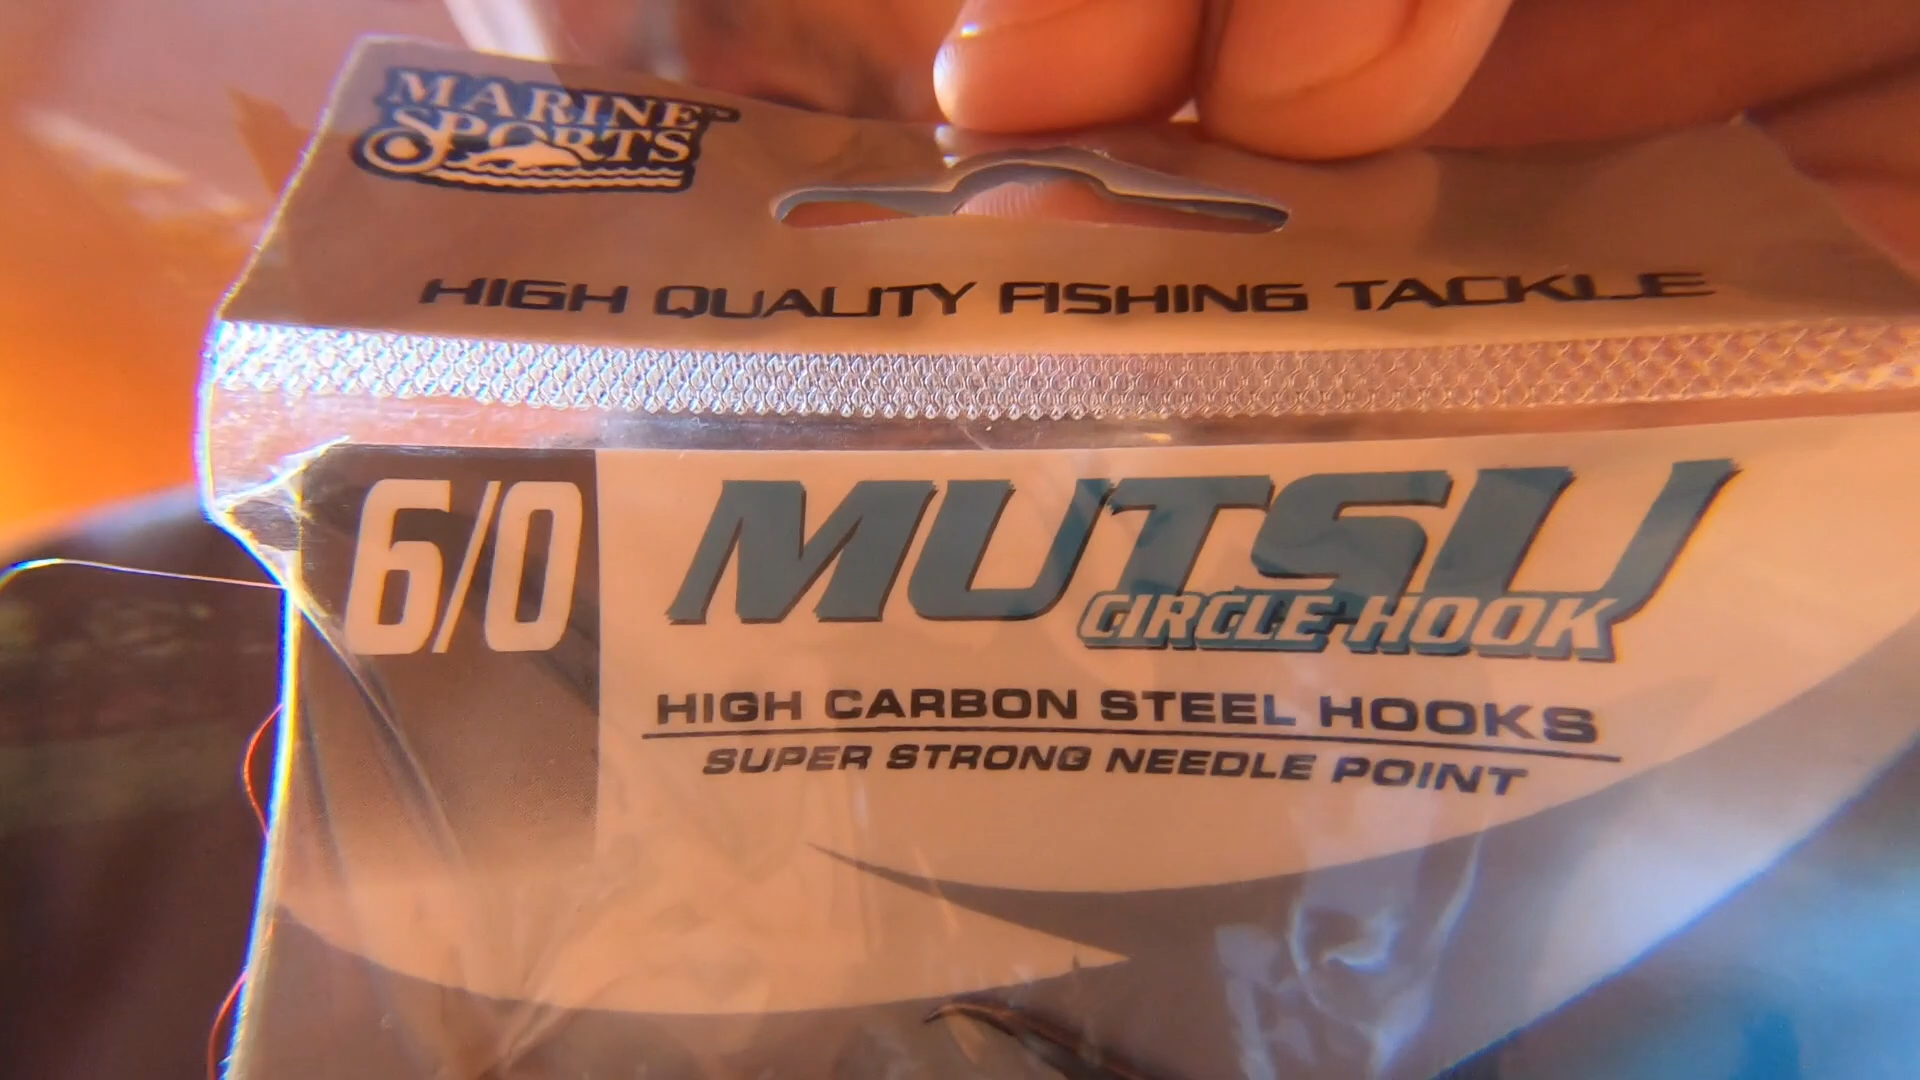 MARINE
SPORTS
HIGH QUALITY FISHING TACKLE
6/0
MUTSU
CIRCLE HOOK
HIGH CARBON STEEL HOOKS
SUPER STRONG NEEDLE POINT